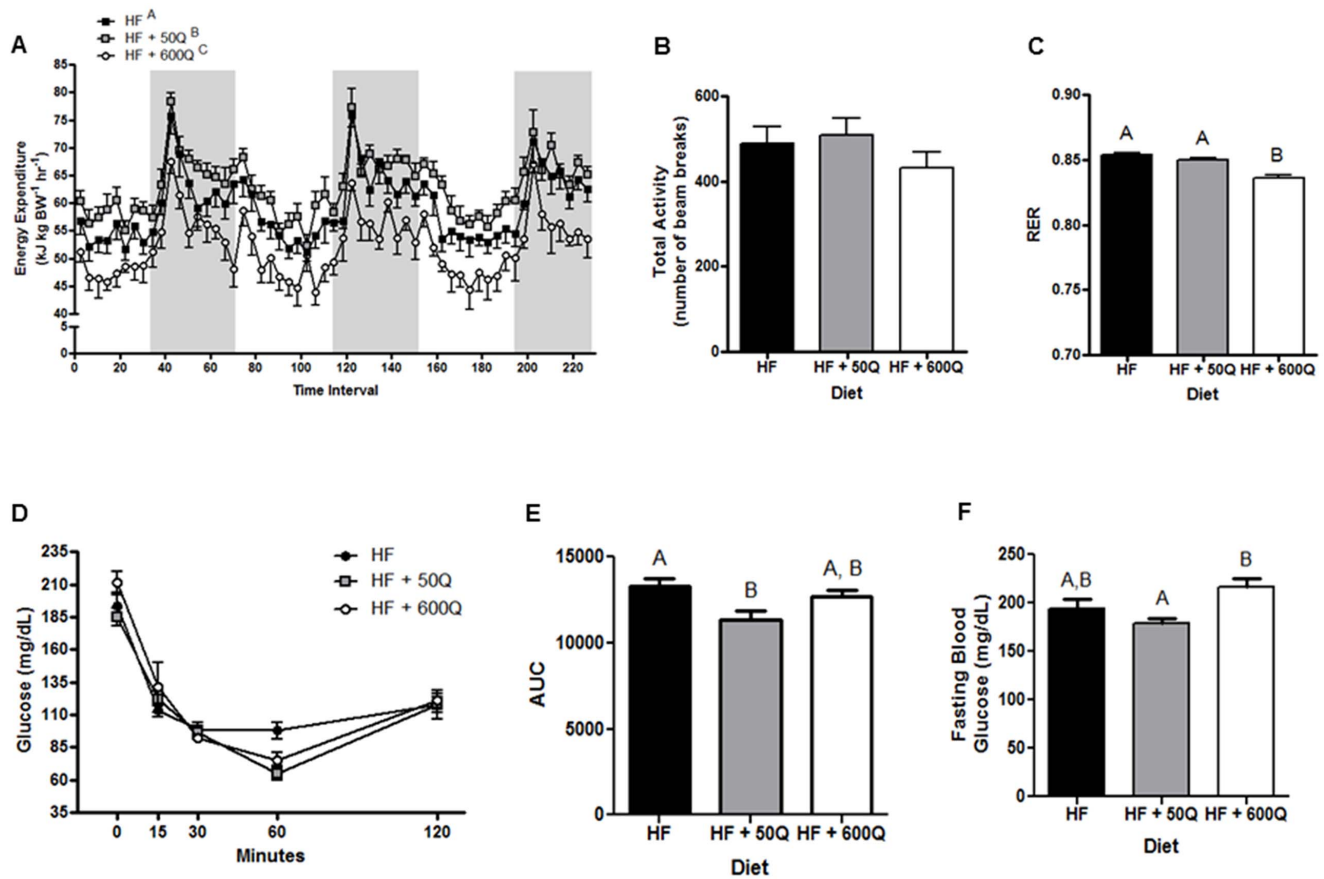 A
HF A
HF + 50Q B
HF + 600Q C
Energy Expenditure
(kJ kg BW-1 hr-1)
85
80
75
70
65
60
55
50
45
40
5
0
0 20 40 60 80 100 120 140 160 180 200 220
Time Interval
B
Total Activity
(number of beam breaks)
600
400
200
0
HF HF + 50Q HF + 600Q
Diet
C
RER
0.90
0.85
0.80
0.75
0.70
A A B
HF HF + 50Q HF + 600Q
Diet
D
HF
HF + 50Q
HF + 600Q
Glucose (mg/dL)
235
210
185
160
135
110
85
60
35
0 15 30 60 120
Minutes
E
AUC
15000
10000
5000
0
A B A, B
HF HF + 50Q HF + 600Q
Diet
F
Fasting Blood
Glucose (mg/dL)
250
200
150
100
50
0
A,B A B
HF HF + 50Q HF + 600Q
Diet